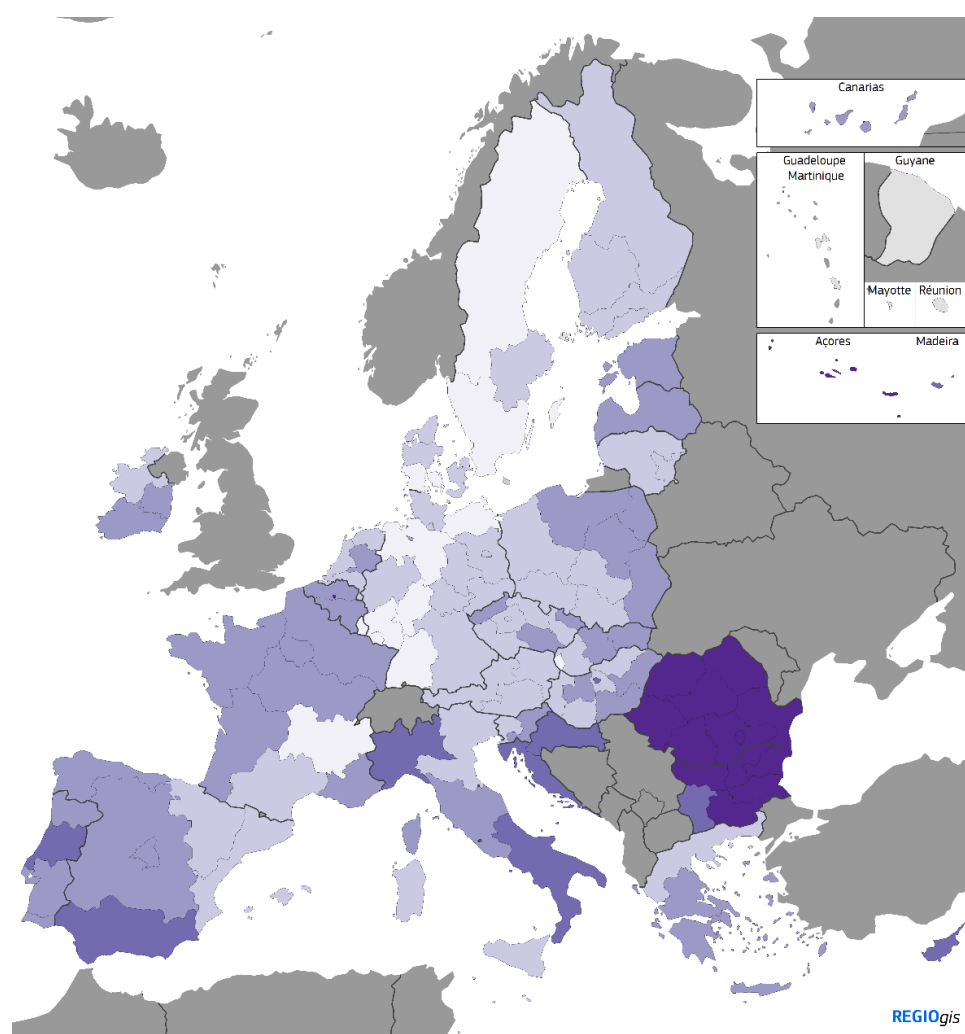 Canarias
Guadeloupe
Martinique
Guyane
Mayotte
Réunion
Açores
Madeira
REGIOgis